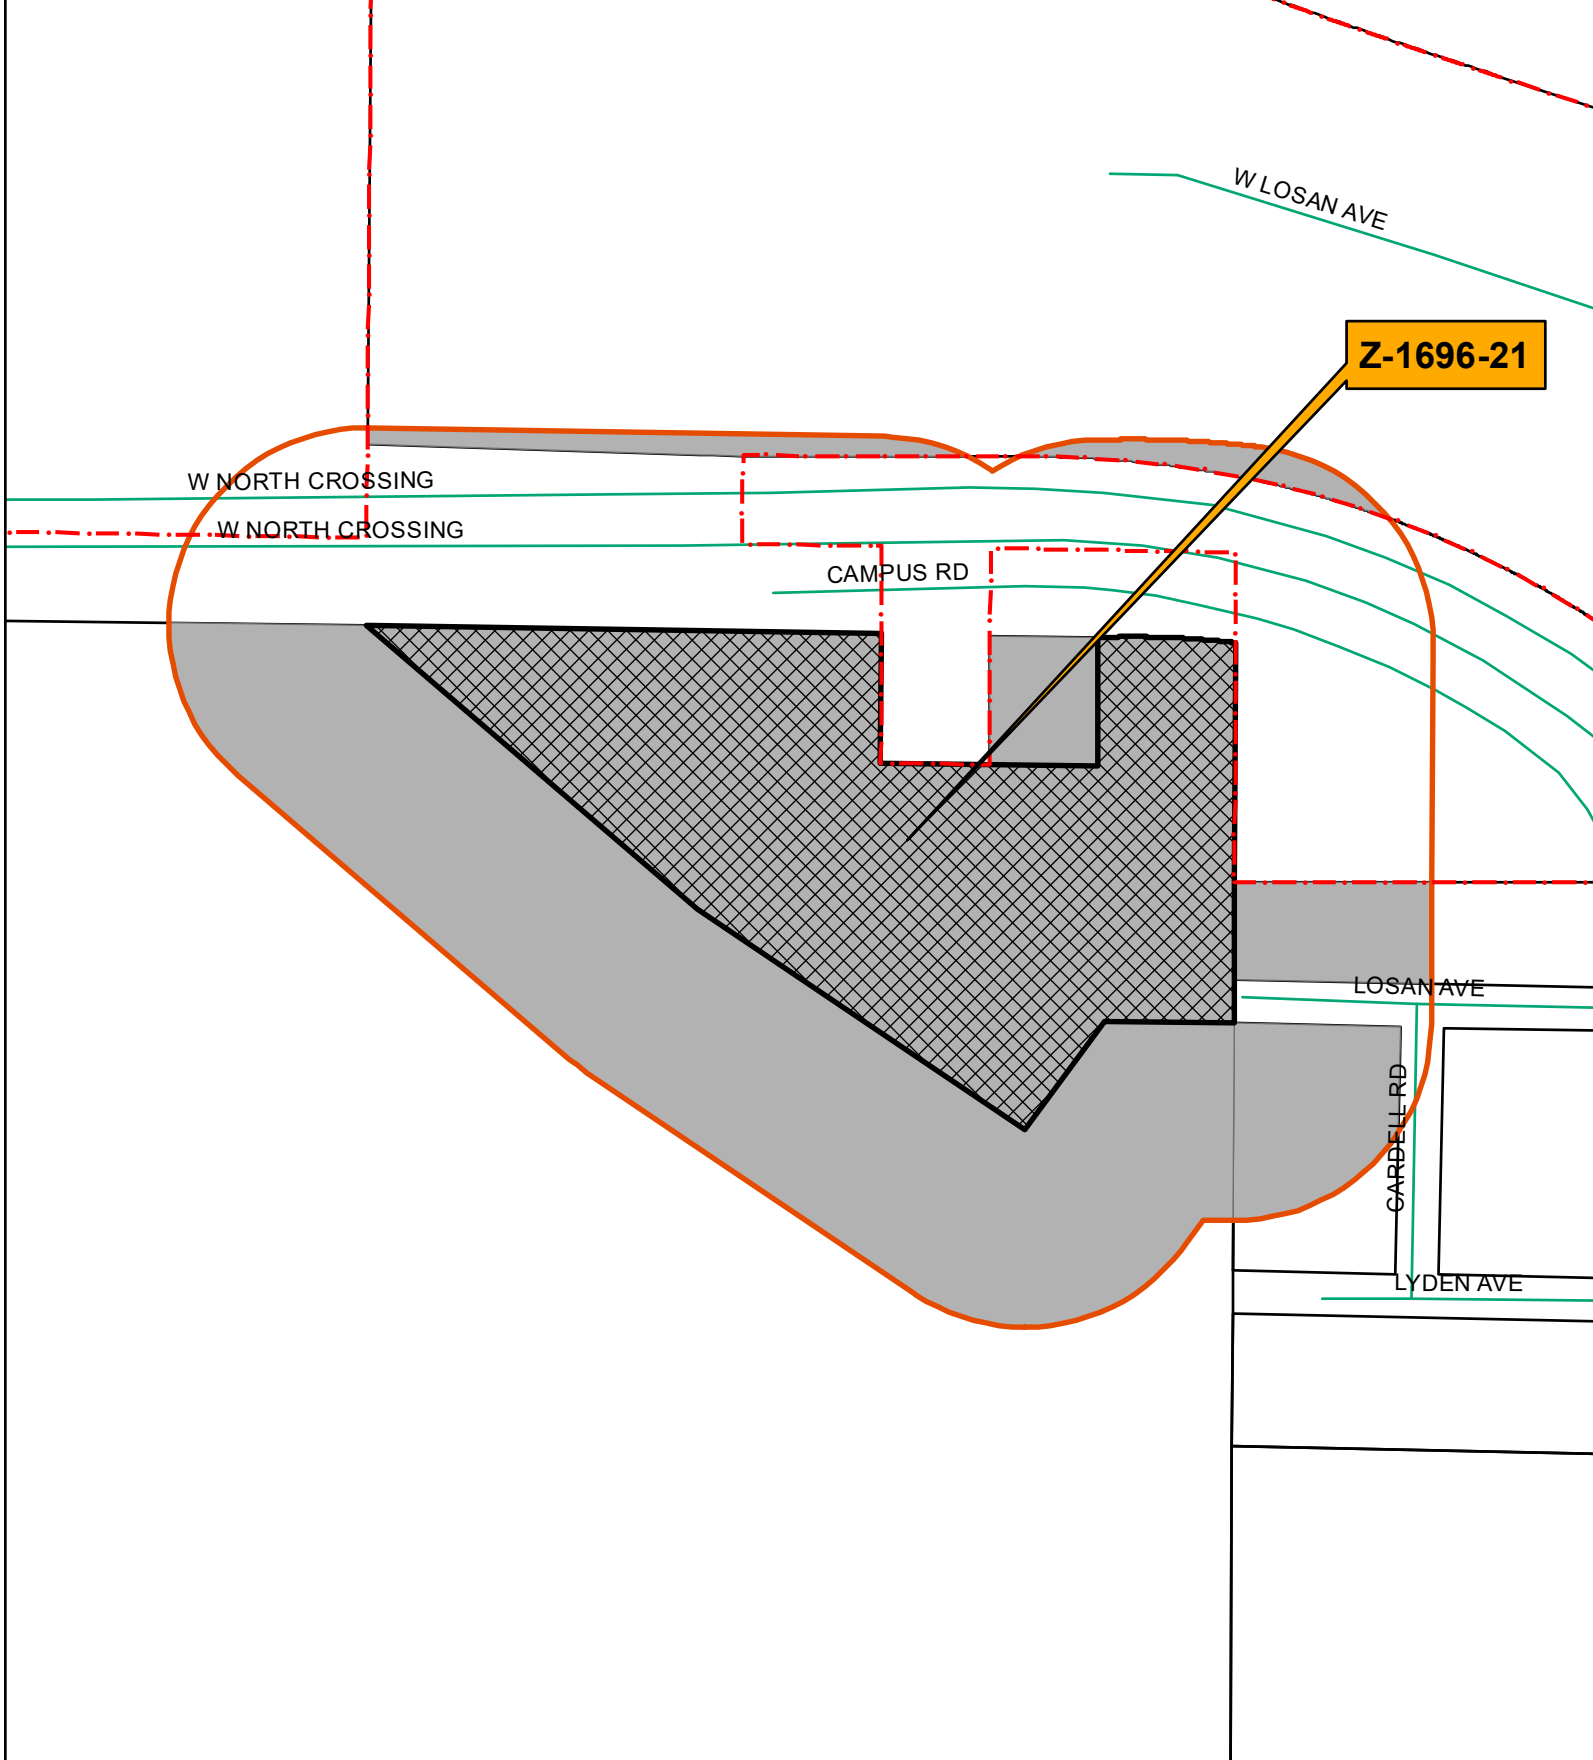 W LOSAN AVE
Z-1696-21
W NORTH CROSSING
W NORTH CROSSING
CAMPUS RD
LOSAN AVE
CARDELL RD
LYDEN AVE